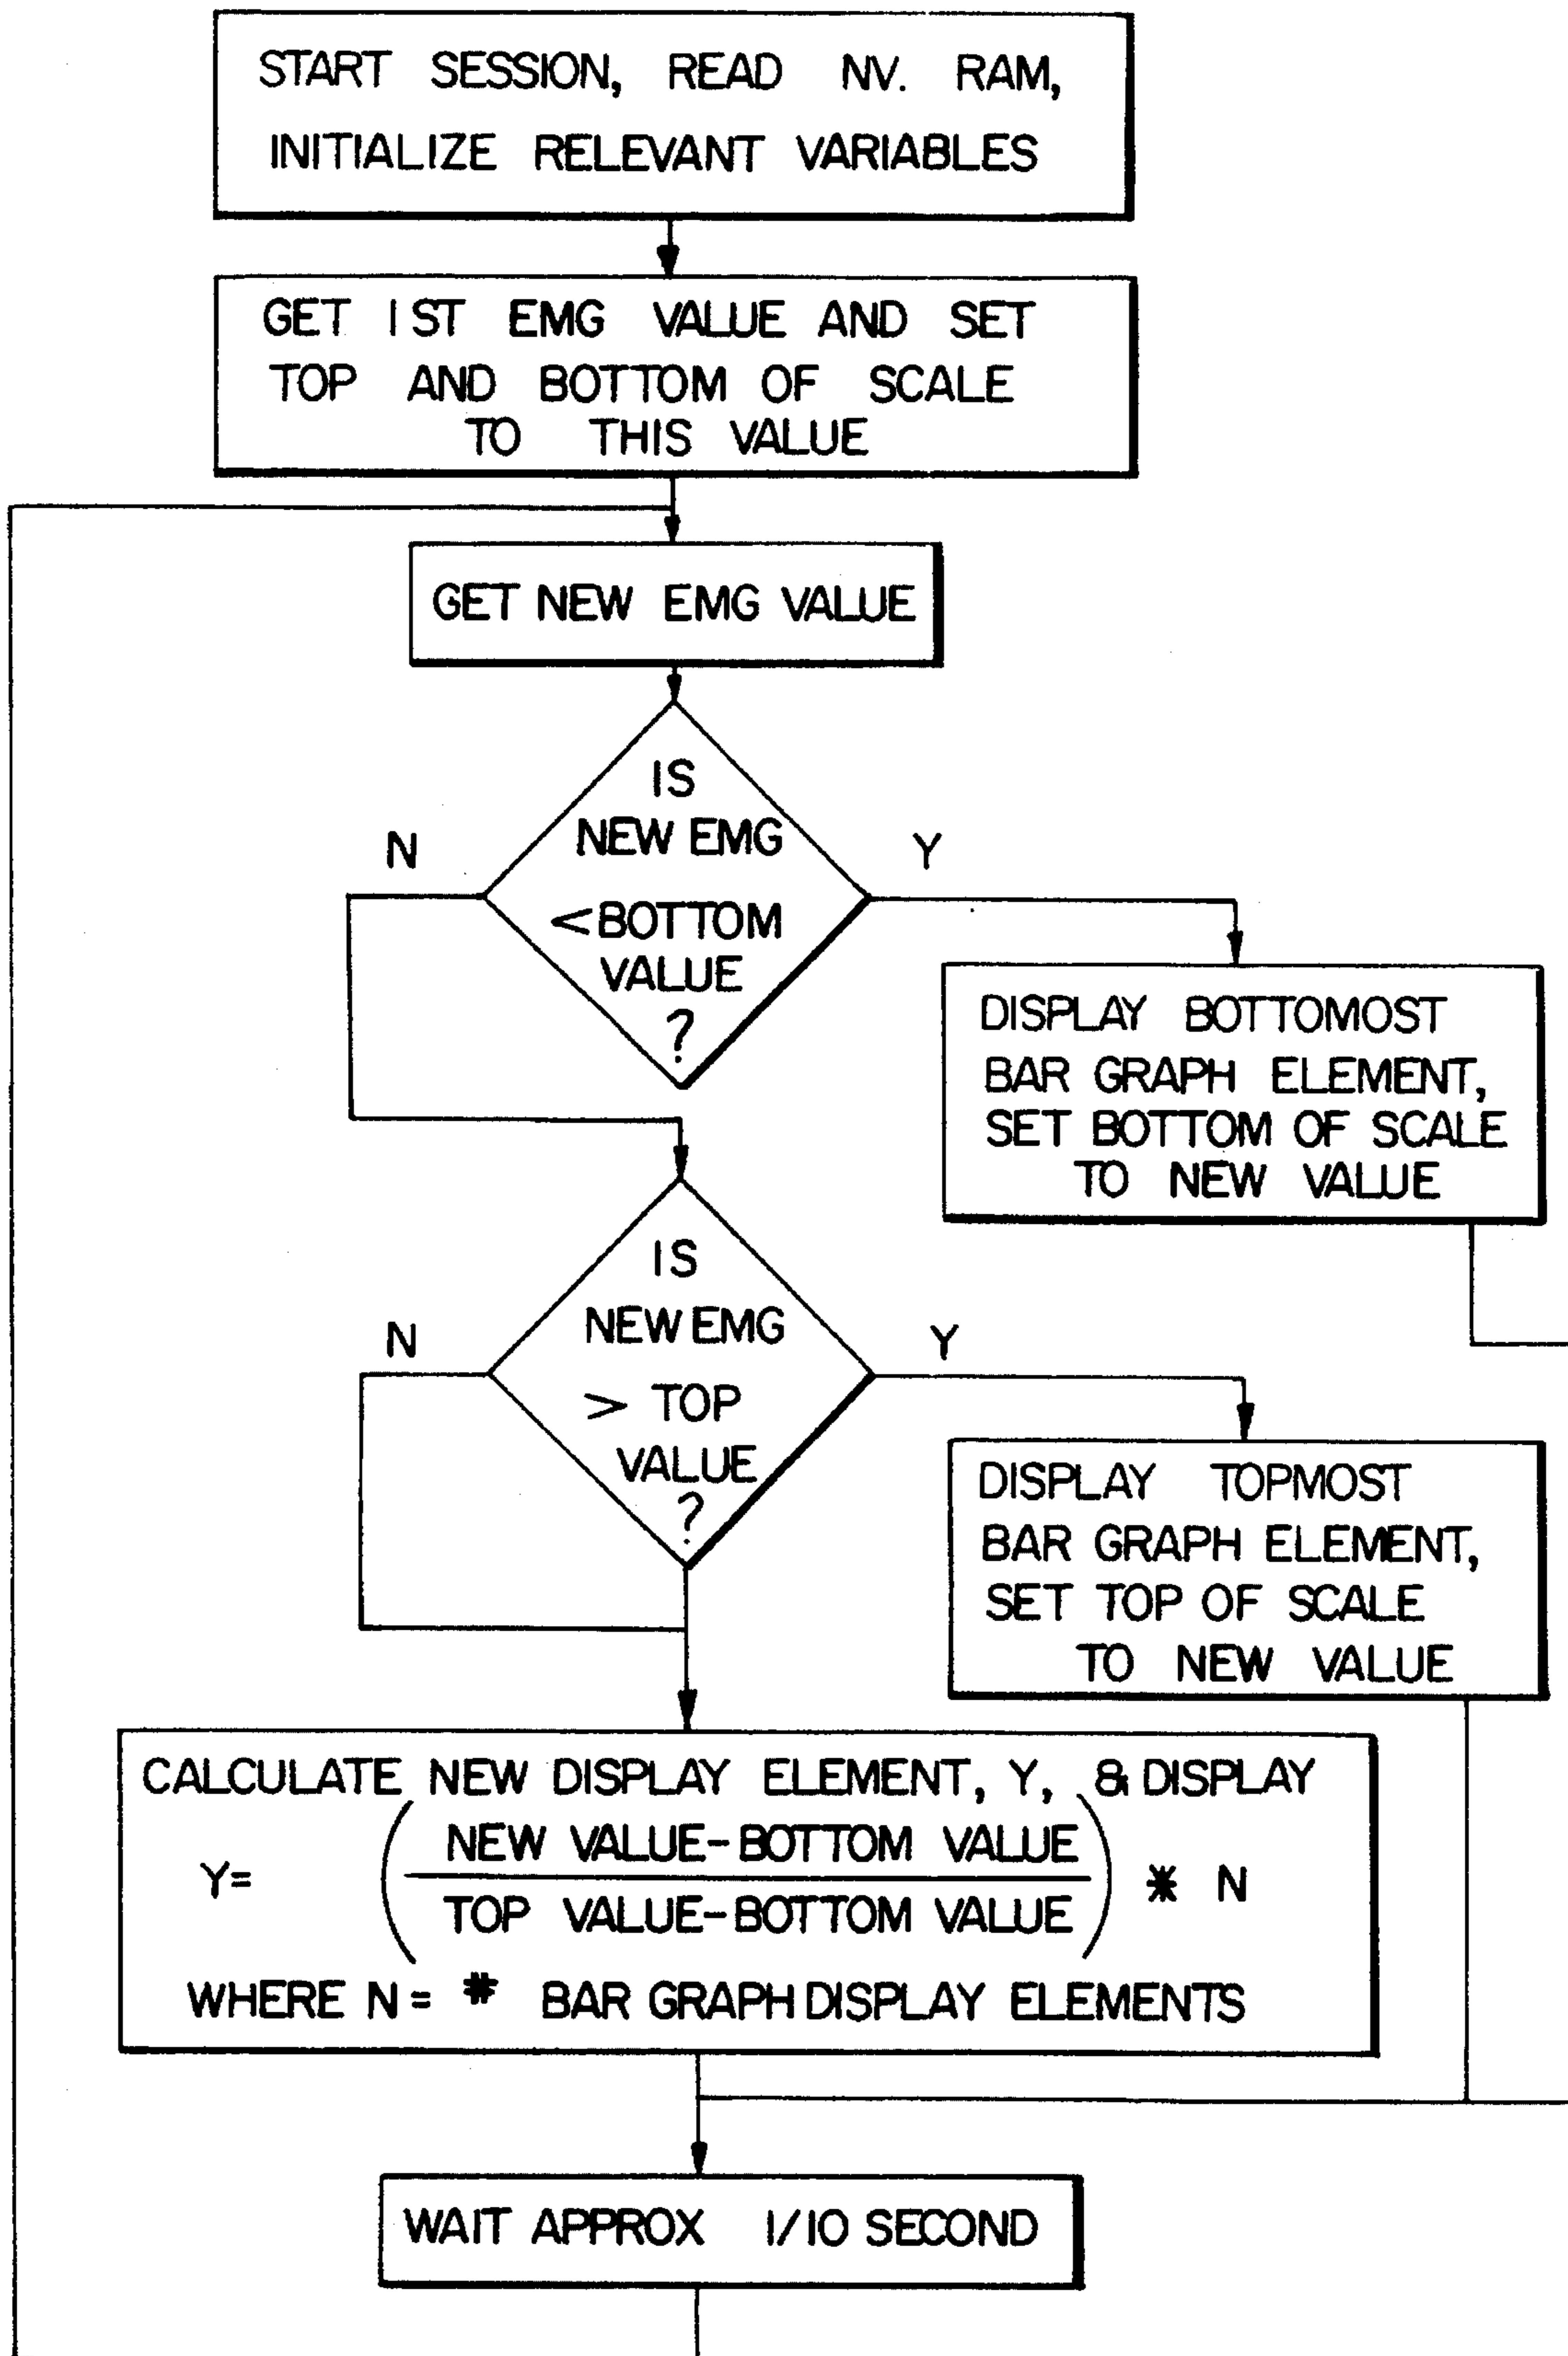 START SESSION, READ NV. RAM,
INITIALIZE RELEVANT VARIABLES
GET 1ST EMG VALUE AND SET
TOP AND BOTTOM OF SCALE
TO THIS VALUE
GET NEW EMG VALUE
IS
NEW EMG
<BOTTOM
VALUE
?
N
Y
DISPLAY BOTTOMOST
BAR GRAPH ELEMENT,
SET BOTTOM OF SCALE
TO NEW VALUE
IS
NEW EMG
> TOP
VALUE
?
N
Y
DISPLAY TOPMOST
BAR GRAPH ELEMENT,
SET TOP OF SCALE
TO NEW VALUE
CALCULATE NEW DISPLAY ELEMENT, Y, & DISPLAY
Y= (NEW VALUE-BOTTOM VALUE
TOP VALUE-BOTTOM VALUE) * N
WHERE N = # BAR GRAPH DISPLAY ELEMENTS
WAIT APPROX 1/10 SECOND